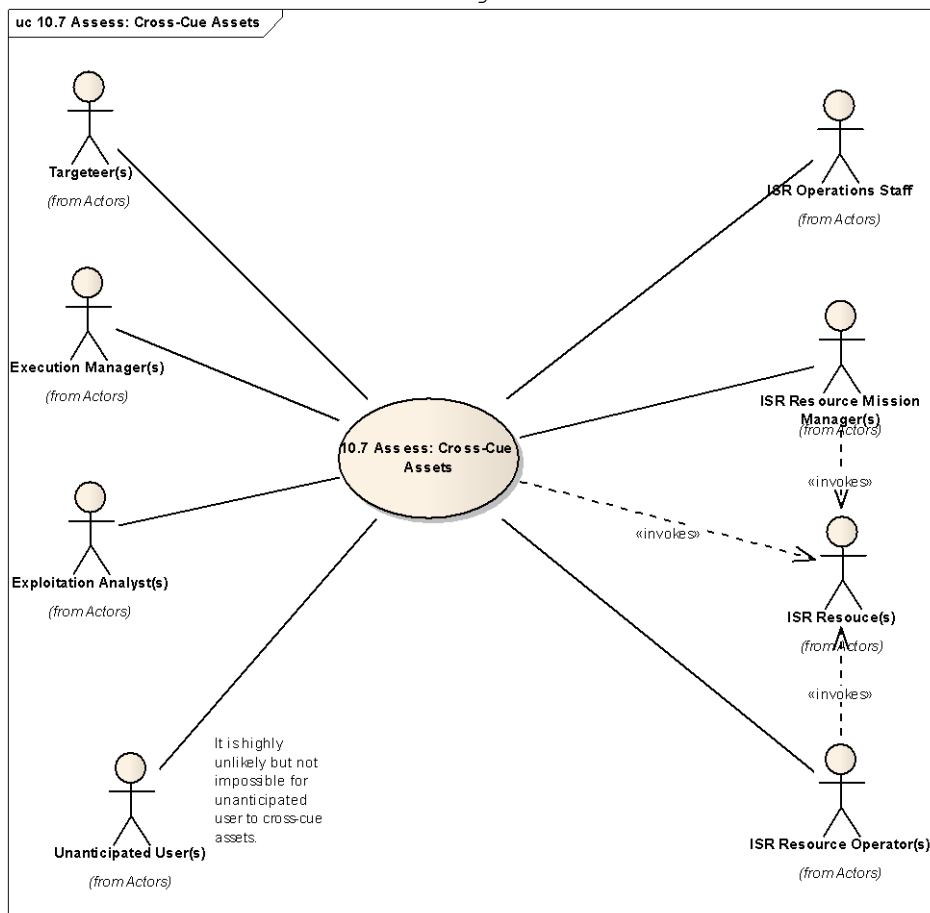 uc 10.7 Assess: Cross-Cue Assets
Targeteer(s)
(from Actors)
ISR Operations Staff
(from Actors)
Execution Manager(s)
(from Actors)
ISR Resource Mission
Manager(s)
(from Actors)
«invokes»
10.7 Assess: Cross-Cue
Assets
«invokes»
Exploitation Analyst(s)
(from Actors)
ISR Resouce(s)
(from Actors)
«invokes»
It is highly
unlikely but not
impossible for
unanticipated
user to cross-cue
assets.
Unanticipated User(s)
(from Actors)
ISR Resource Operator(s)
(from Actors)